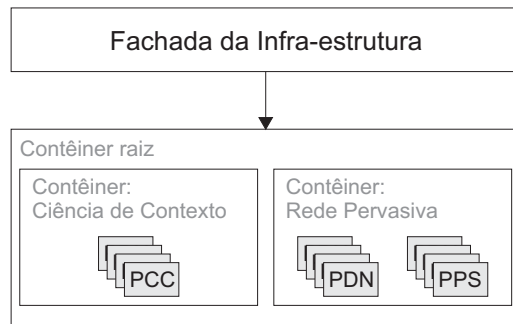 Fachada da Infra-estrutura
Contêiner raiz
Contêiner:
Ciência de Contexto
PCC
Contêiner:
Rede Pervasiva
PDN
PPS